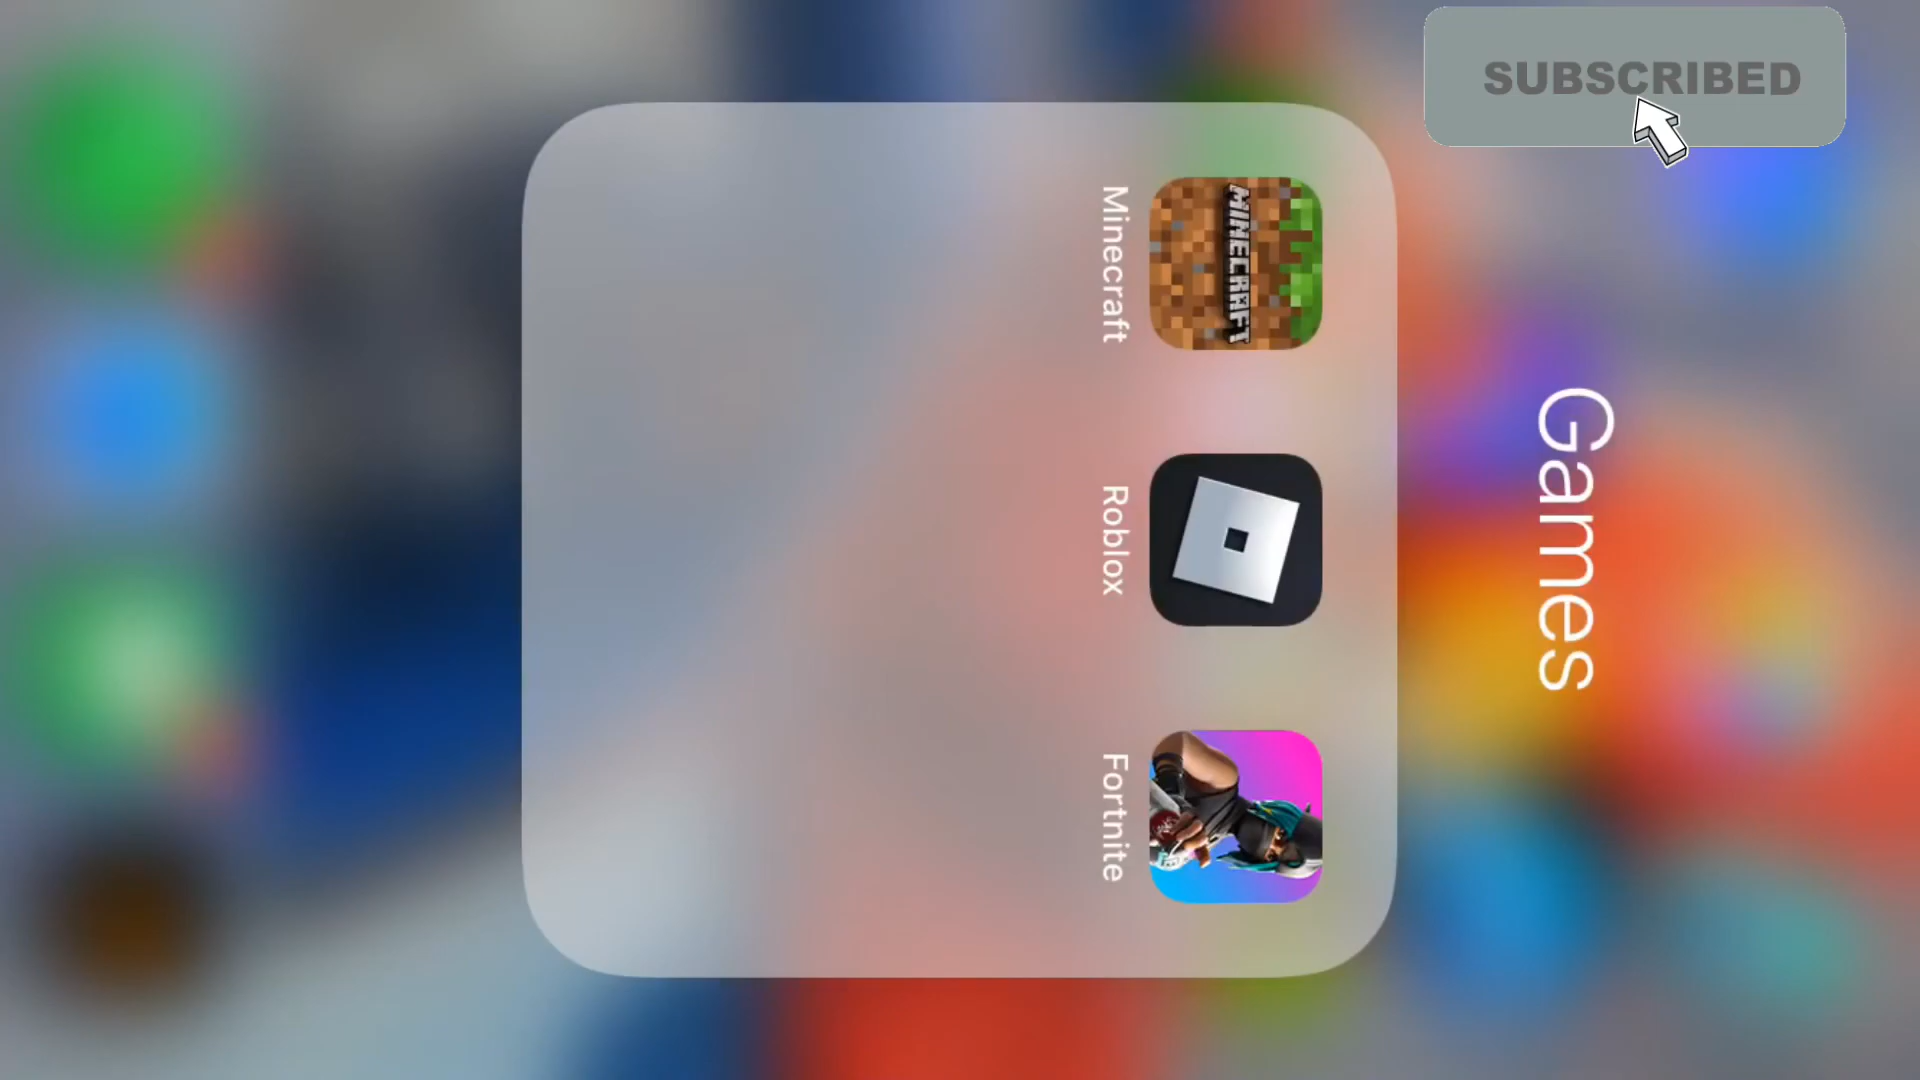 SUBSCRIBED
Games
MINECRAFT
Minecraft
Roblox
Fortnite